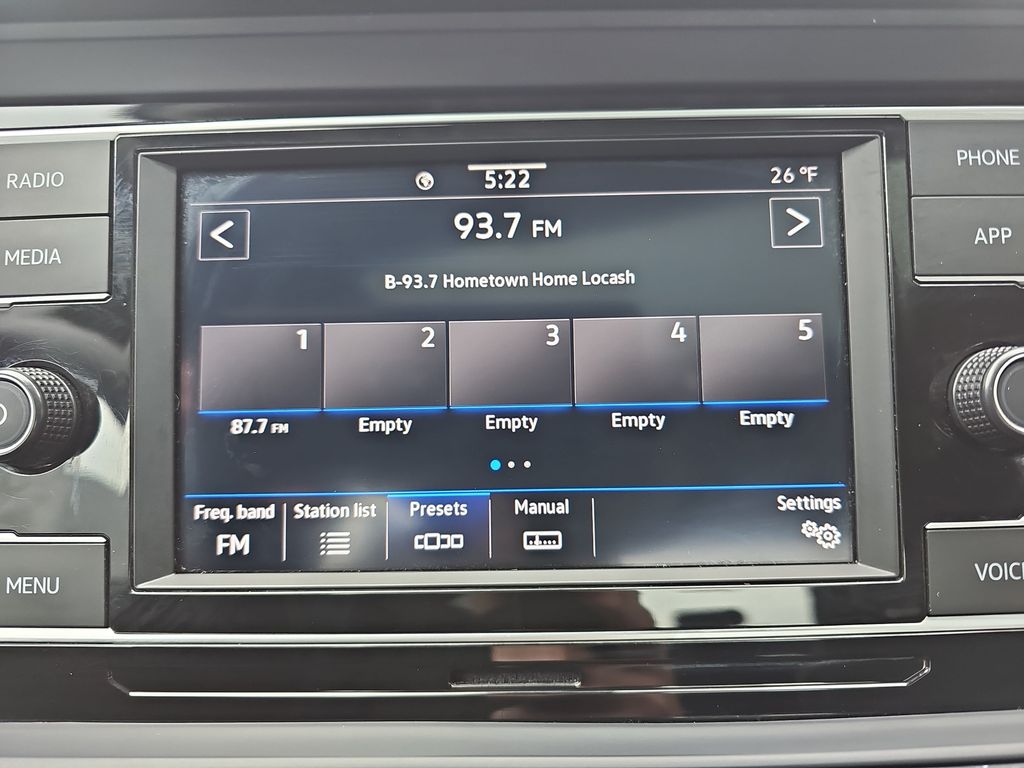 RADIO
MEDIA
MENU
5:22
26 °F
<
93.7 FM
>
B-93.7 Hometown Home Locash
1
2
3
4
5
87.7 FM
Empty
Empty
Empty
Empty
Freq. band
FM
Station list
Presets
Manual
Settings
PHONE
APP
VOIC